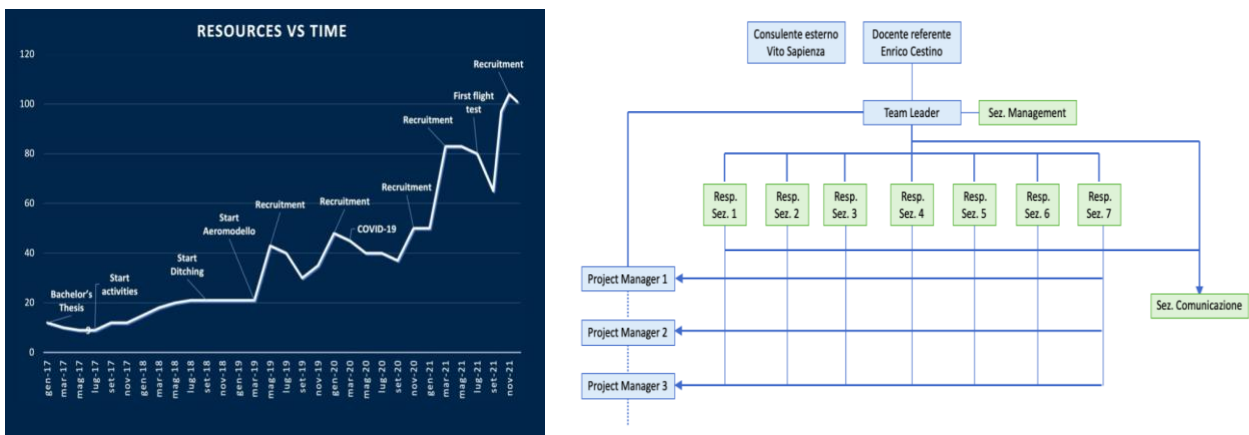 RESOURCES VS TIME
120
100
80
60
40
20
0
Bachelor's
Thesis
9
Start
activities
Start
Ditching
Start
Aeromodello
Recruitment
Recruitment
COVID-19
Recruitment
Recruitment
First flight
test
Recruitment
gen-17
mar-17
mag-17
lug-17
set-17
nov-17
gen-18
mar-18
mag-18
lug-18
set-18
nov-18
gen-19
mar-19
mag-19
lug-19
set-19
nov-19
gen-20
mar-20
mag-20
lug-20
set-20
nov-20
gen-21
mar-21
mag-21
lug-21
set-21
nov-21
Consulente esterno
Vito Sapienza
Docente referente
Enrico Cestino
Team Leader
Sez. Management
Resp.
Sez. 1
Resp.
Sez. 2
Resp.
Sez. 3
Resp.
Sez. 4
Resp.
Sez. 5
Resp.
Sez. 6
Resp.
Sez. 7
Project Manager 1
Sez. Comunicazione
Project Manager 2
Project Manager 3